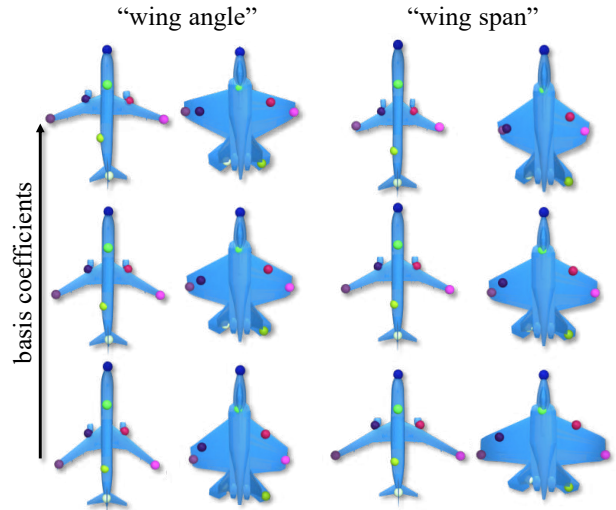 “wing angle”
“wing span”
basis coefficients